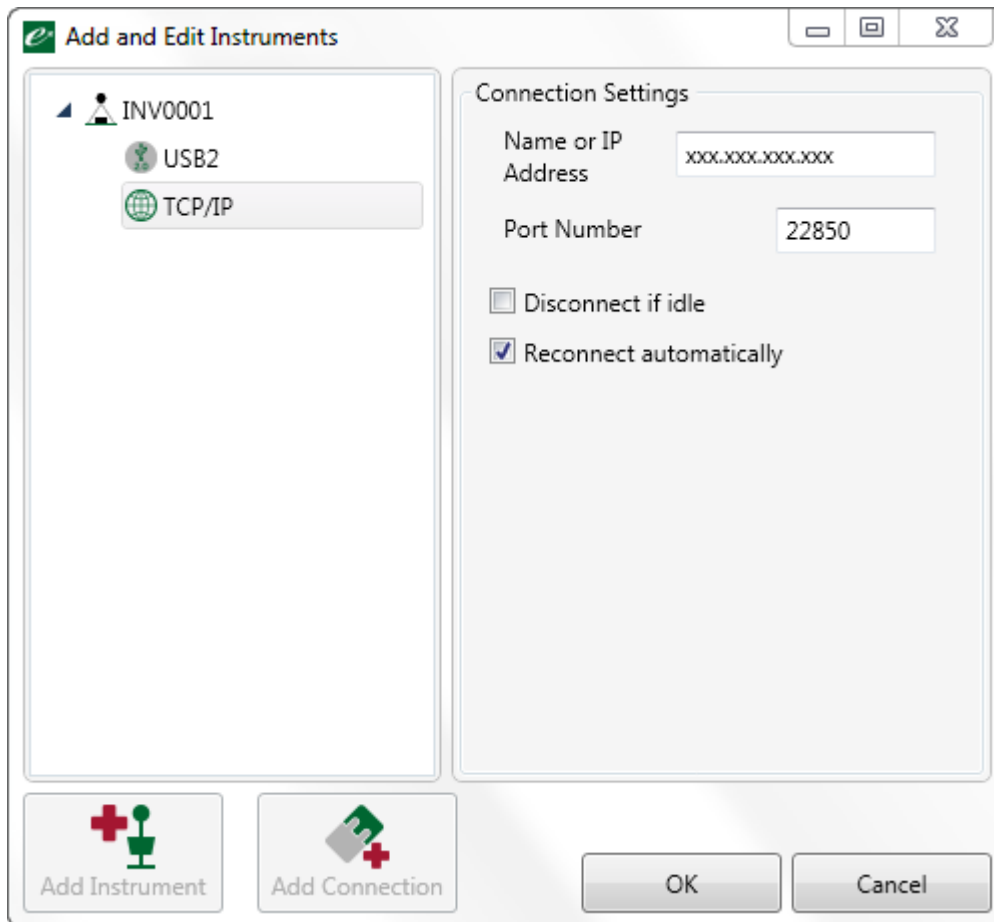 Add and Edit Instruments
INV0001
USB2
TCP/IP
Connection Settings
Name or IP
Address
xxx.xxx.xxx.xxx
Port Number
22850
Disconnect if idle
Reconnect automatically
Add Instrument
Add Connection
OK
Cancel